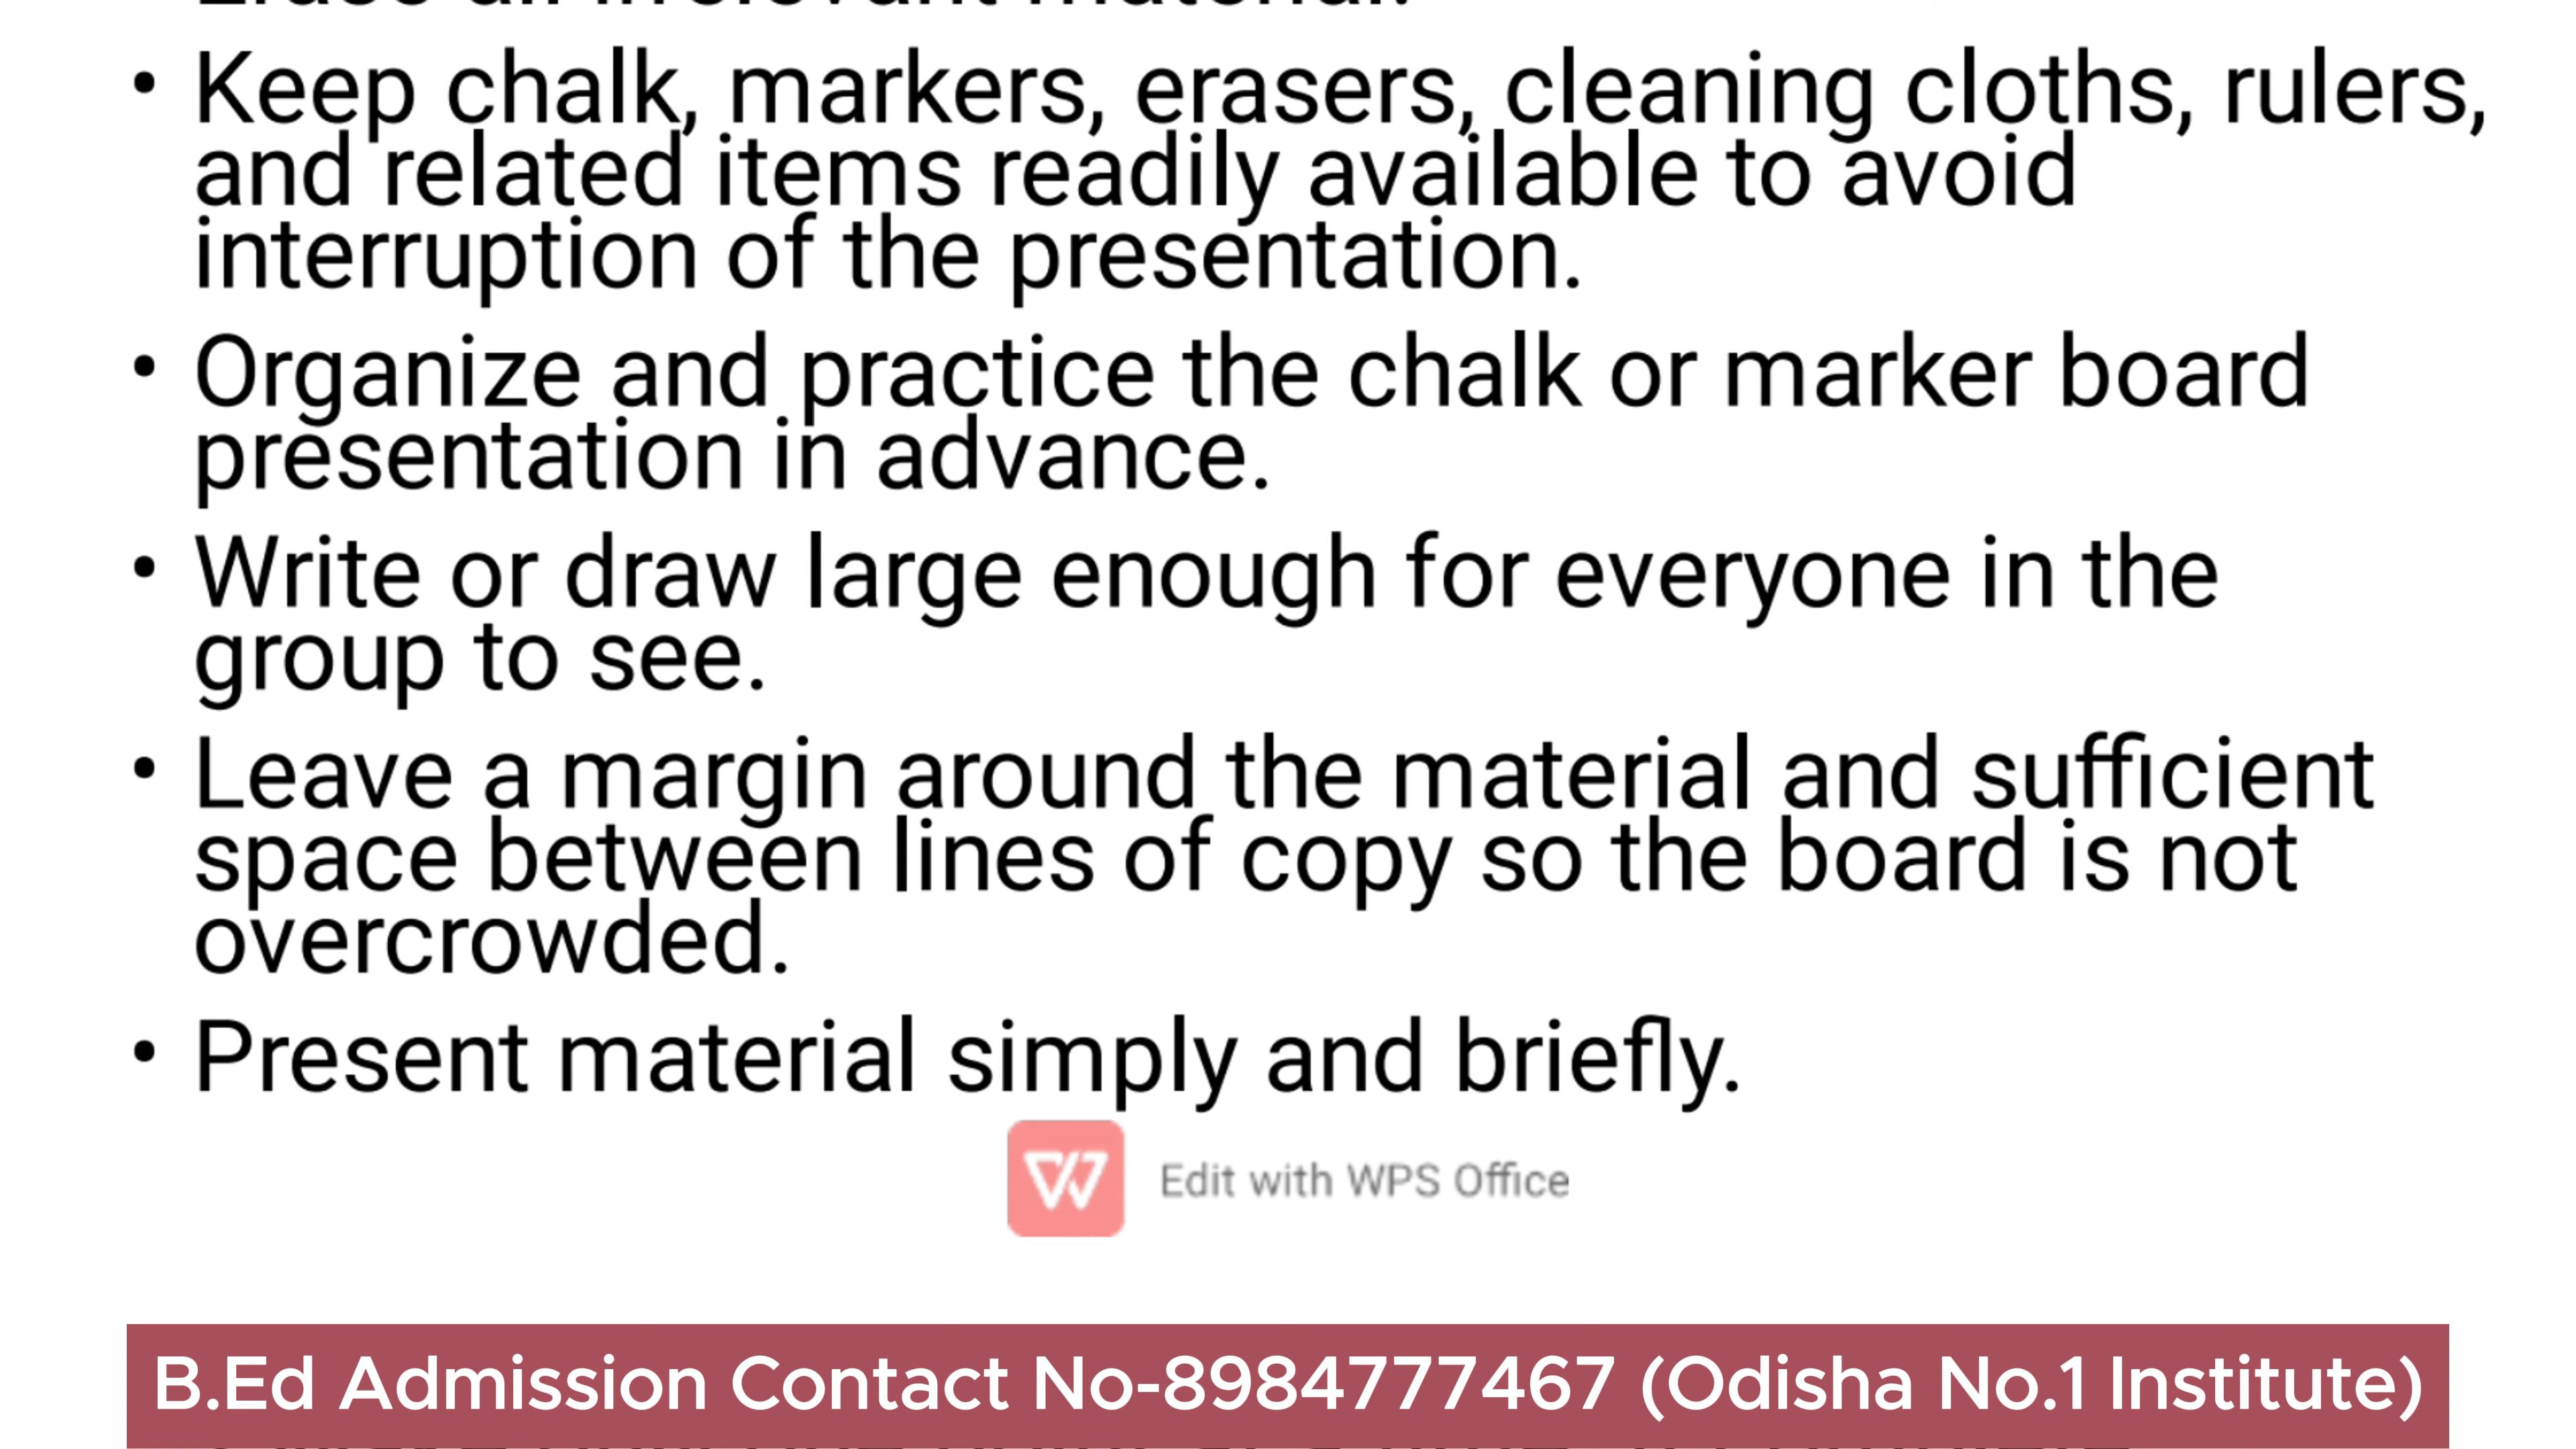 • Keep chalk, markers, erasers, cleaning cloths, rulers,
and related items readily available to avoid
interruption of the presentation.
• Organize and practice the chalk or marker board
presentation in advance.
• Write or draw large enough for everyone in the
group to see.
• Leave a margin around the material and sufficient
space between lines of copy so the board is not
overcrowded.
• Present material simply and briefly.
Edit with WPS Office
B.Ed Admission Contact No-8984777467 (Odisha No.1 Institute)